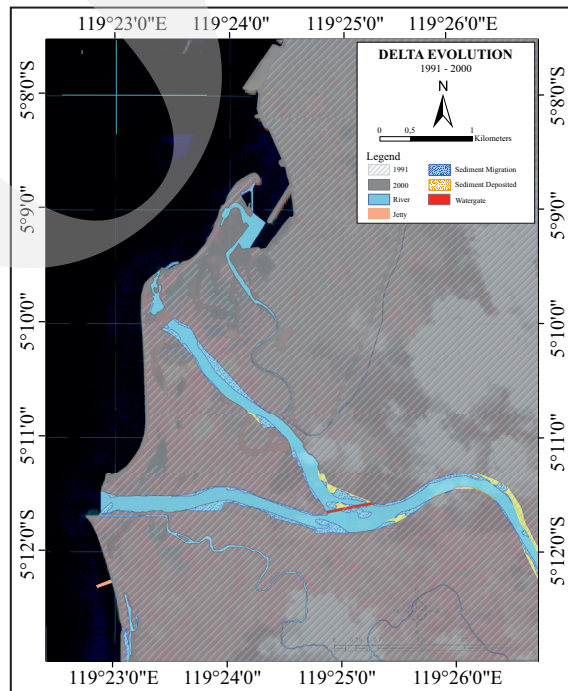 119°23'0"E 119°24'0"E 119°25'0"E 119°26'0"E
DELTA EVOLUTION
1991 - 2000
N
0 0,5 1
Kilometers
Legend
1991
2000
River
Jetty
Sediment Migration
Sediment Deposited
Watergate
5°8'0"S 5°8'0"S
5°9'0"S 5°9'0"S
5°10'0"S 5°10'0"S
5°11'0"S 5°11'0"S
5°12'0"S 5°12'0"S
119°23'0"E 119°24'0"E 119°25'0"E 119°26'0"E